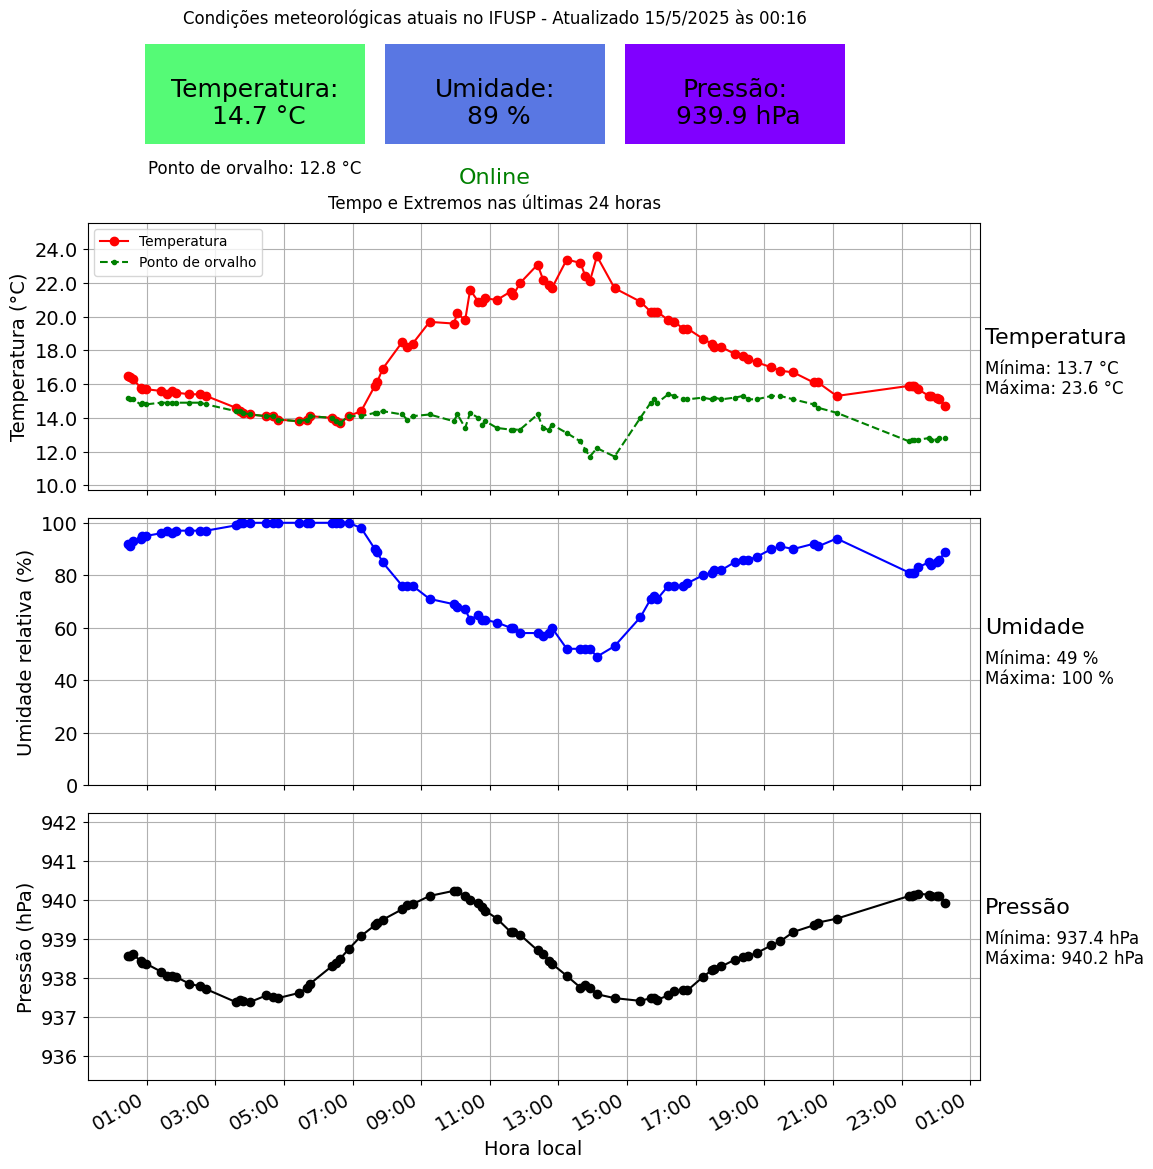 Condições meteorológicas atuais no IFUSP - Atualizado 15/5/2025 às 00:16
Temperatura:
14.7 °C
Umidade:
89 %
Pressão:
939.9 hPa
Ponto de orvalho: 12.8 °C
Online
Tempo e Extremos nas últimas 24 horas
Temperatura (°C)
24.0
22.0
20.0
18.0
16.0
14.0
12.0
10.0
Temperatura
Ponto de orvalho
Temperatura
Mínima: 13.7 °C
Máxima: 23.6 °C
Umidade relativa (%)
100
80
60
40
20
0
Umidade
Mínima: 49 %
Máxima: 100 %
Pressão (hPa)
942
941
940
939
938
937
936
Pressão
Mínima: 937.4 hPa
Máxima: 940.2 hPa
01:00 03:00 05:00 07:00 09:00 11:00 13:00 15:00 17:00 19:00 21:00 23:00 01:00
Hora local